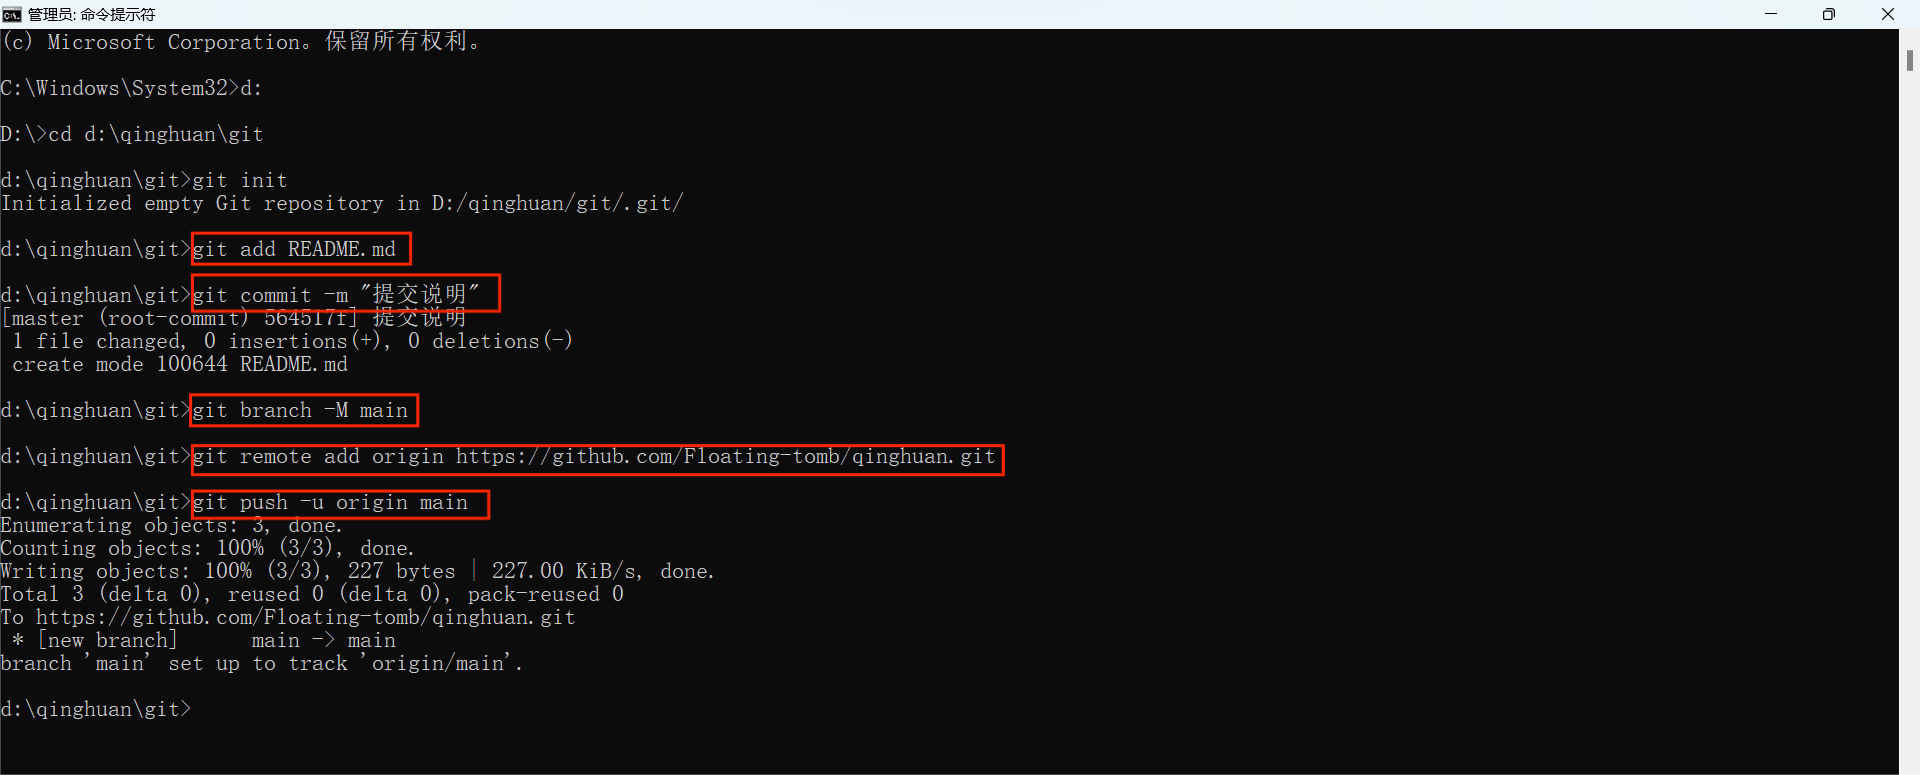 管理员: 命令提示符
(c) Microsoft Corporation。保留所有权利。
C:\Windows\System32>d:
D:\>cd d:\qinghuan\git
d:\qinghuan\git>git init
Initialized empty Git repository in D:/qinghuan/git/.git/
d:\qinghuan\git>git add README.md
d:\qinghuan\git>git commit -m "提交说明"
[master (root-commit) 564517f] 提交说明
 1 file changed, 0 insertions(+), 0 deletions(-)
 create mode 100644 README.md
d:\qinghuan\git>git branch -M main
d:\qinghuan\git>git remote add origin https://github.com/Floating-tomb/qinghuan.git
d:\qinghuan\git>git push -u origin main
Enumerating objects: 3, done.
Counting objects: 100% (3/3), done.
Writing objects: 100% (3/3), 227 bytes | 227.00 KiB/s, done.
Total 3 (delta 0), reused 0 (delta 0), pack-reused 0
To https://github.com/Floating-tomb/qinghuan.git
 * [new branch]      main -> main
branch 'main' set up to track 'origin/main'.
d:\qinghuan\git>